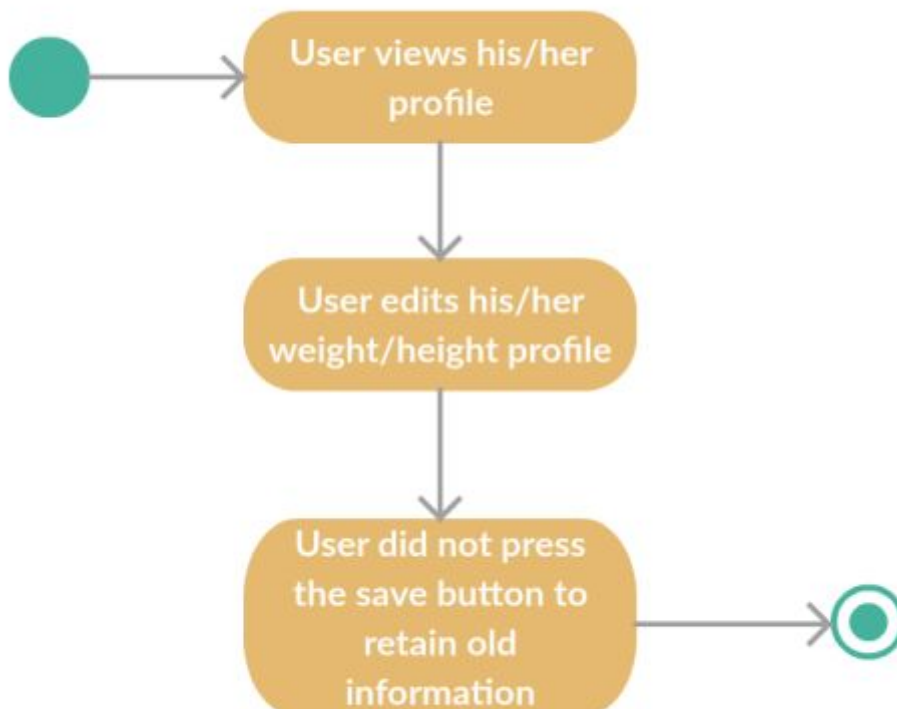 User views his/her
profile
User edits his/her
weight/height profile
User did not press
the save button to
retain old
information